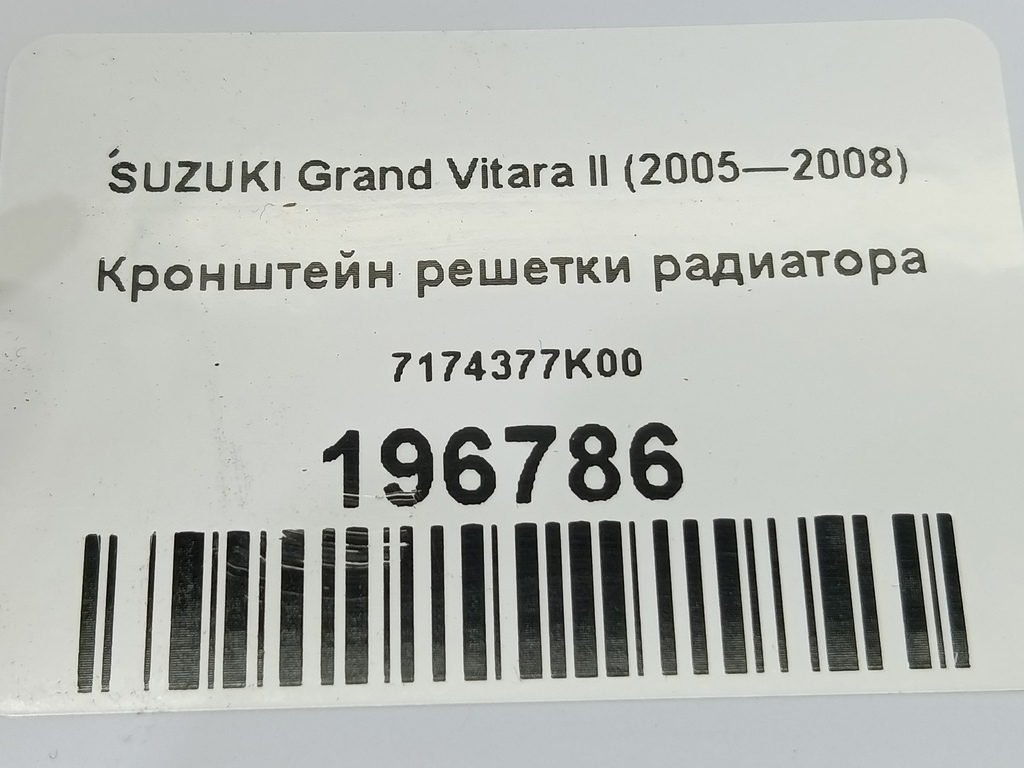 SUZUKI Grand Vitara II (2005—2008)
Кронштейн решетки радиатора
7174377K00
196786